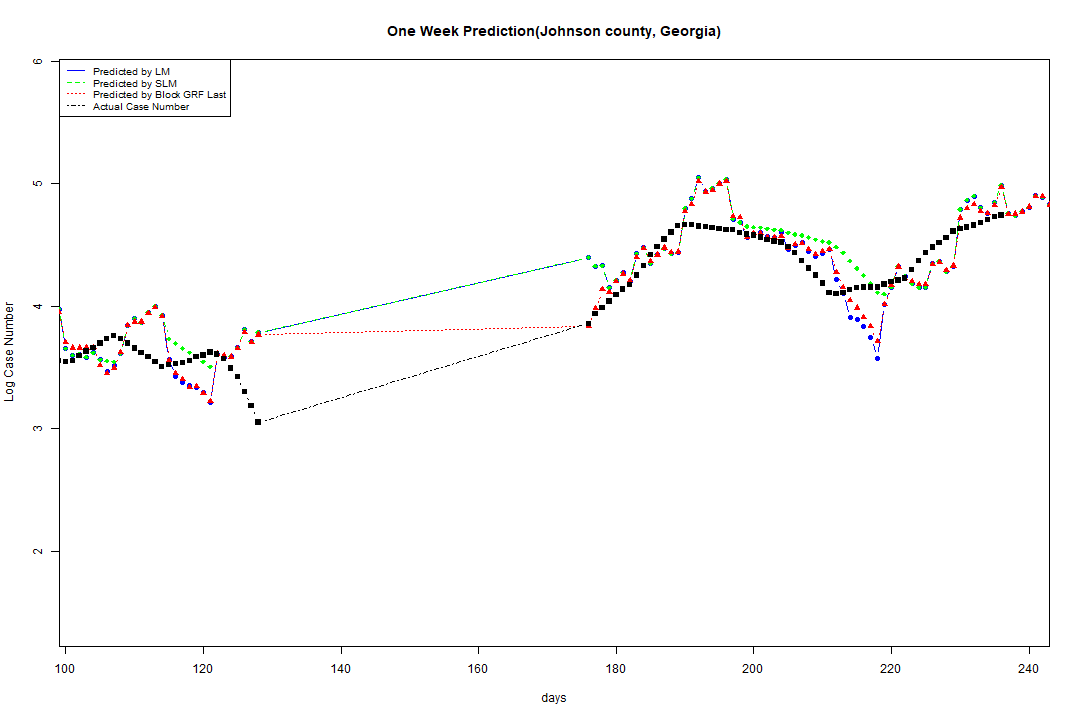 One Week Prediction(Johnson county, Georgia)
Predicted by LM
Predicted by SLM
Predicted by Block GRF Last
Actual Case Number
6
5
4
3
2
Log Case Number
100 120 140 160 180 200 220 240
days